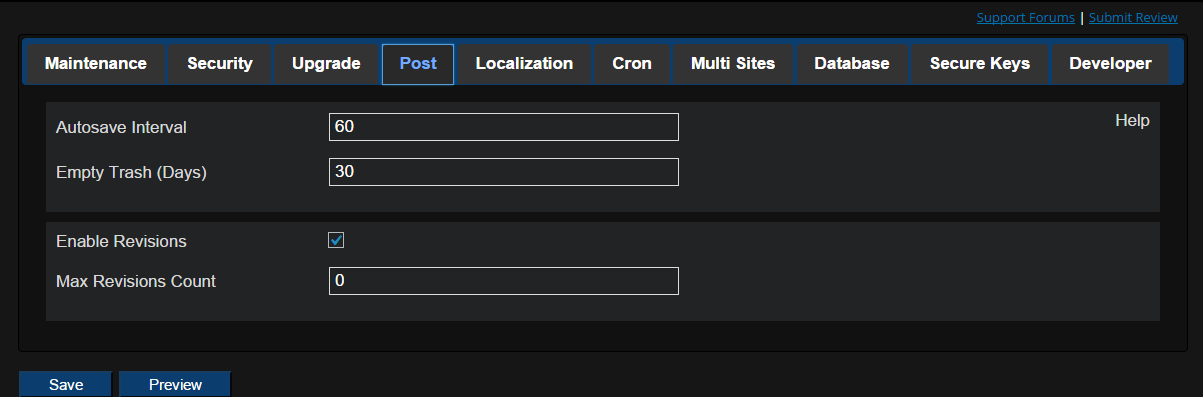 Support Forums | Submit Review
Maintenance Security Upgrade Post Localization Cron Multi Sites Database Secure Keys Developer
Autosave Interval 60 Help
Empty Trash (Days) 30
Enable Revisions
Max Revisions Count 0
Save Preview